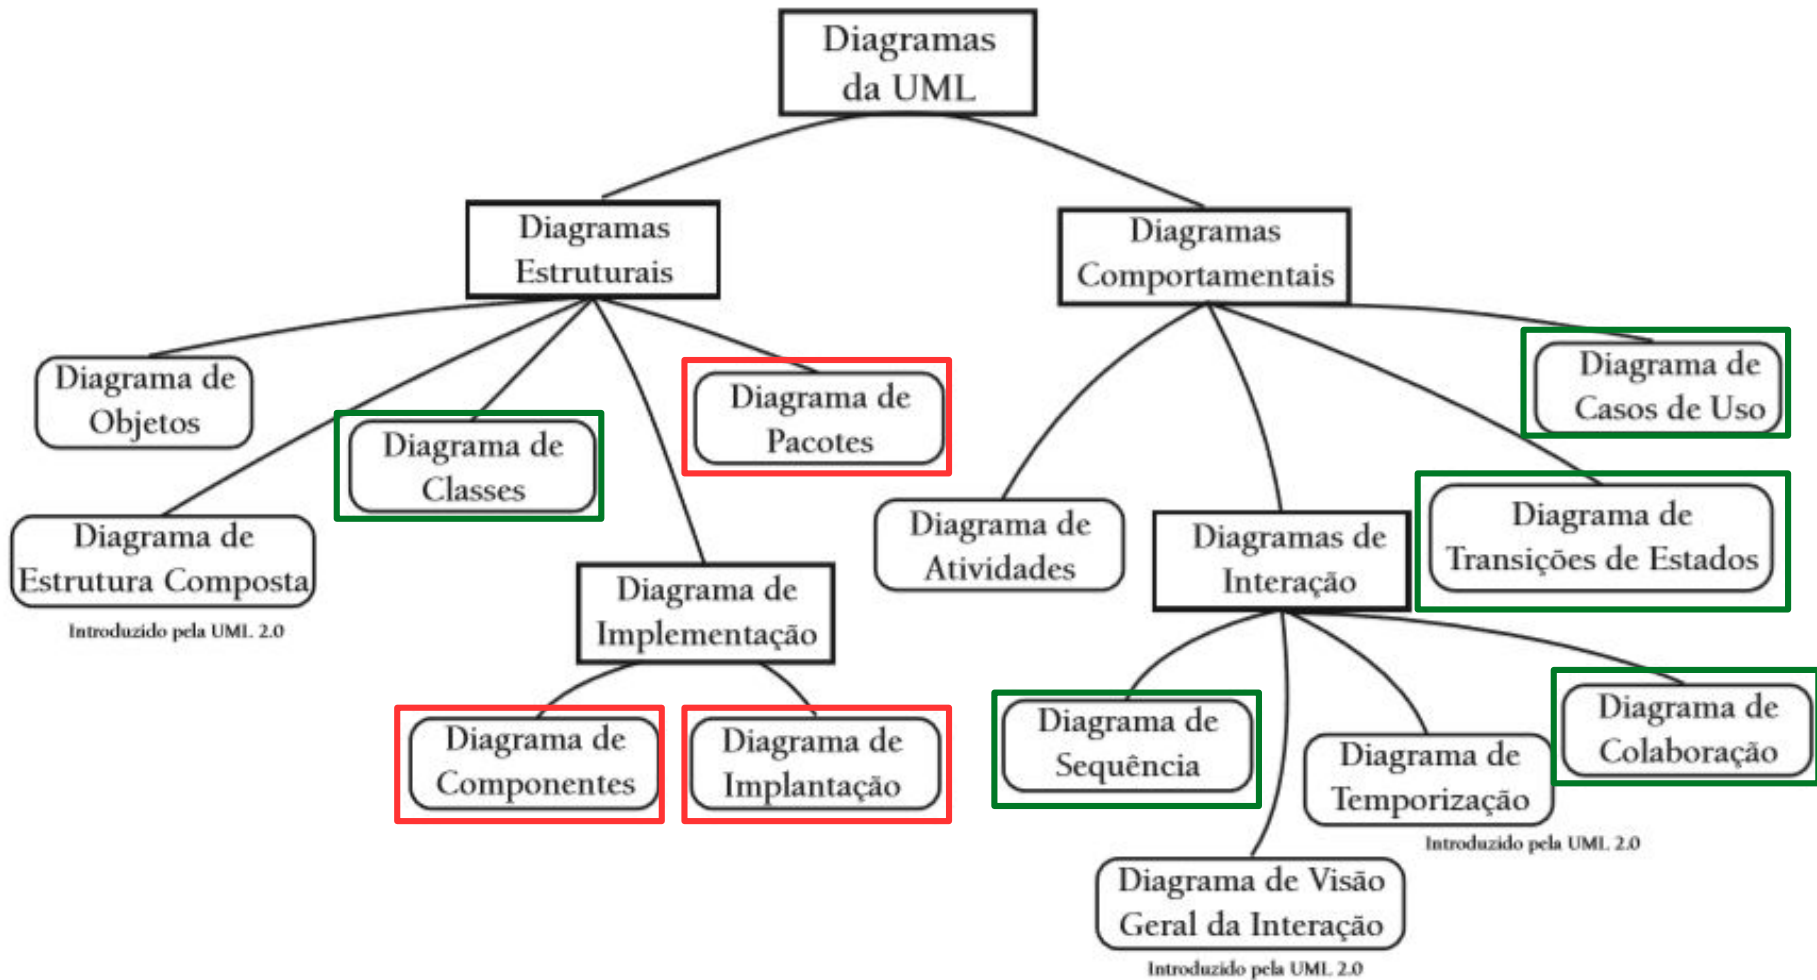 Diagramas
da UML
Diagramas
Estruturais
Diagramas
Comportamentais
Diagrama de
Objetos
Diagrama de
Classes
Diagrama de
Pacotes
Diagrama de
Casos de Uso
Diagrama de
Estrutura Composta
Introduzido pela UML 2.0
Diagrama de
Implementação
Diagrama de
Atividades
Diagramas de
Interação
Diagrama de
Transições de Estados
Diagrama de
Componentes
Diagrama de
Implantação
Diagrama de
Sequência
Diagrama de
Temporização
Introduzido pela UML 2.0
Diagrama de
Colaboração
Diagrama de Visão
Geral da Interação
Introduzido pela UML 2.0